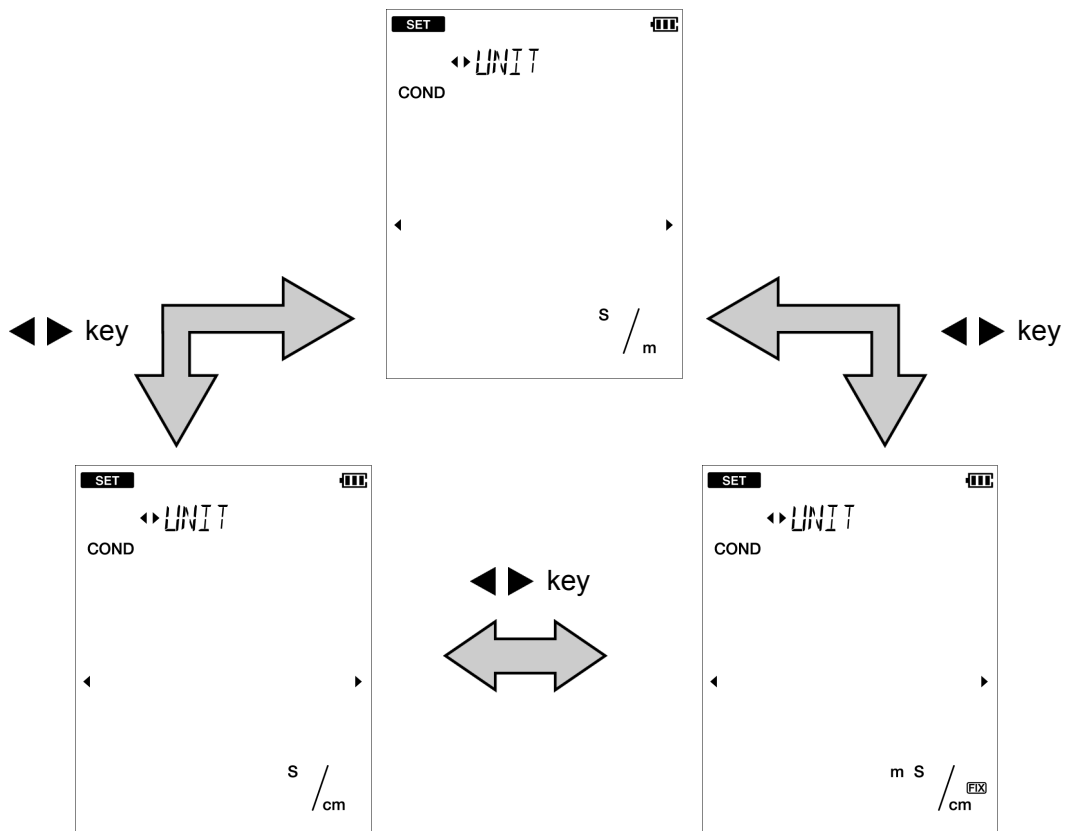 SET
◂▸UNIT
COND
S/m
◀ ▶ key
◀ ▶ key
SET
◂▸UNIT
COND
S/cm
◀ ▶ key
SET
◂▸UNIT
COND
m S/cm FIX